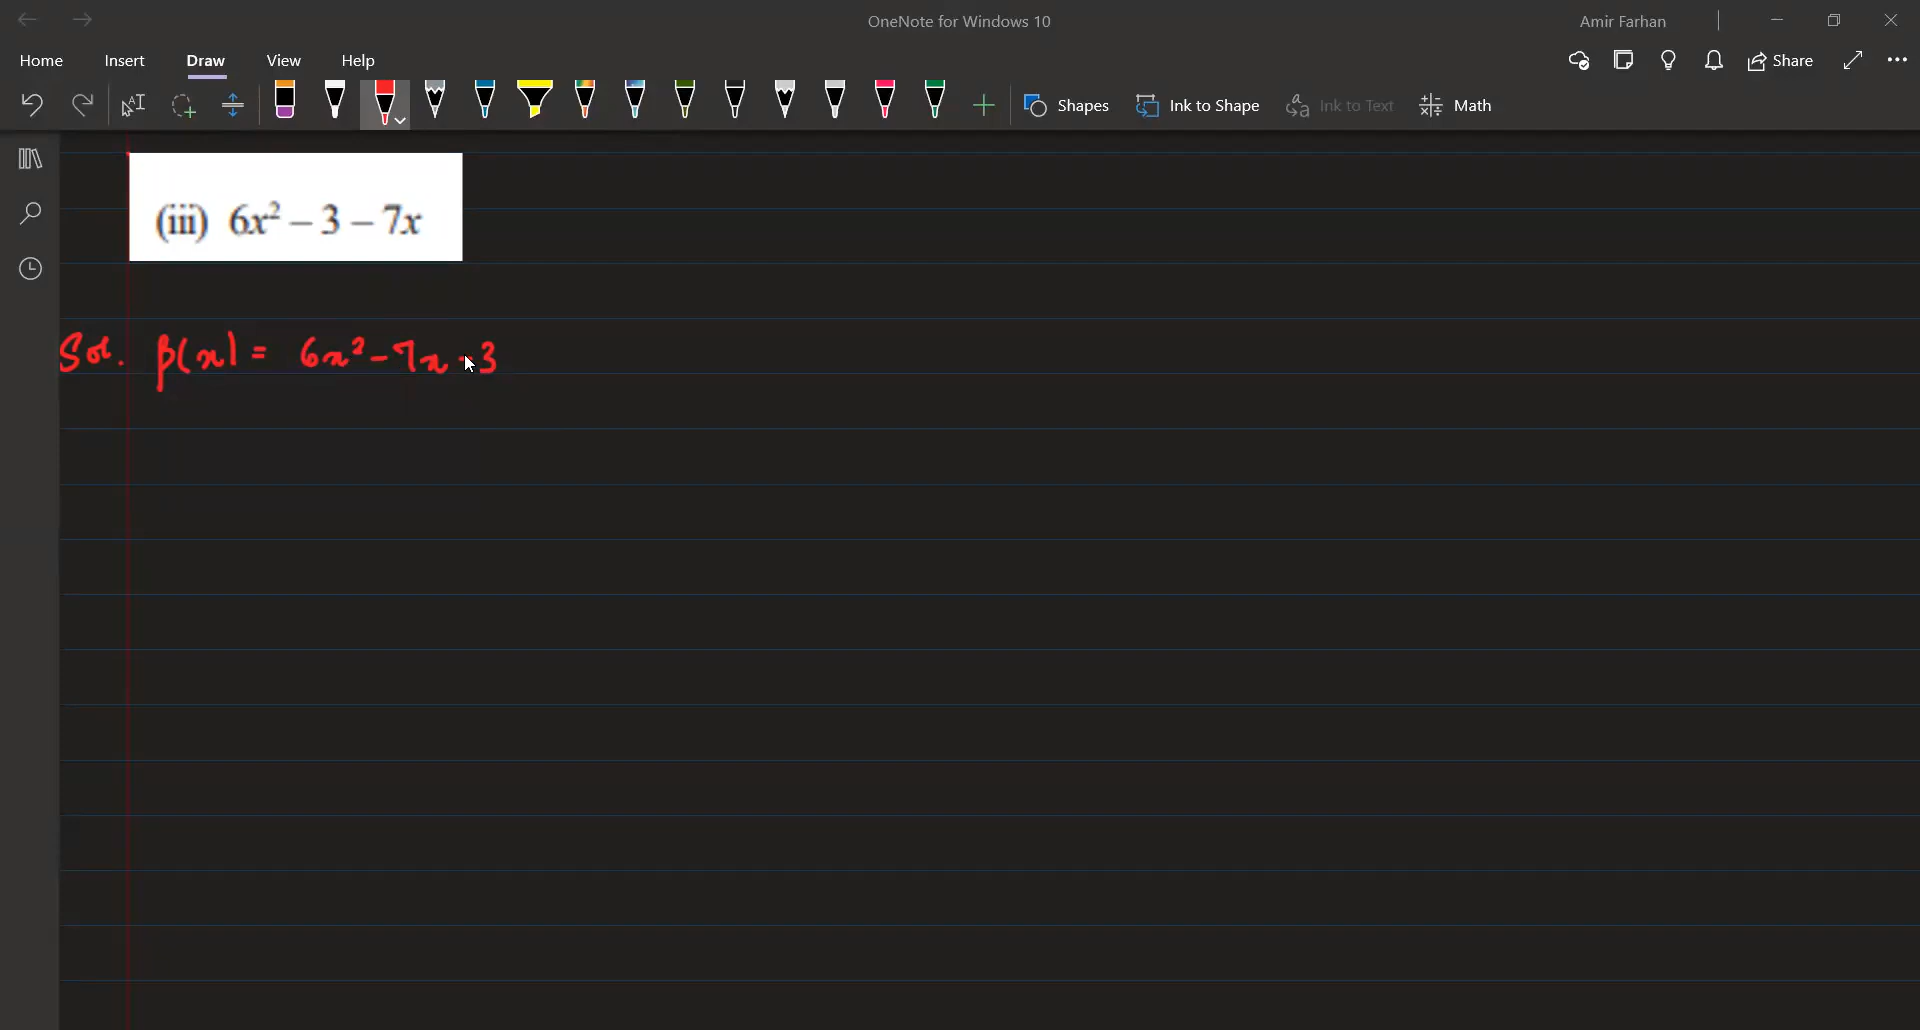 OneNote for Windows 10
Amir Farhan
Home Insert Draw View Help
Share
Shapes Ink to Shape Ink to Text Math
(iii) 6x² – 3 – 7x
Sol. p(x) = 6x² - 7x - 3